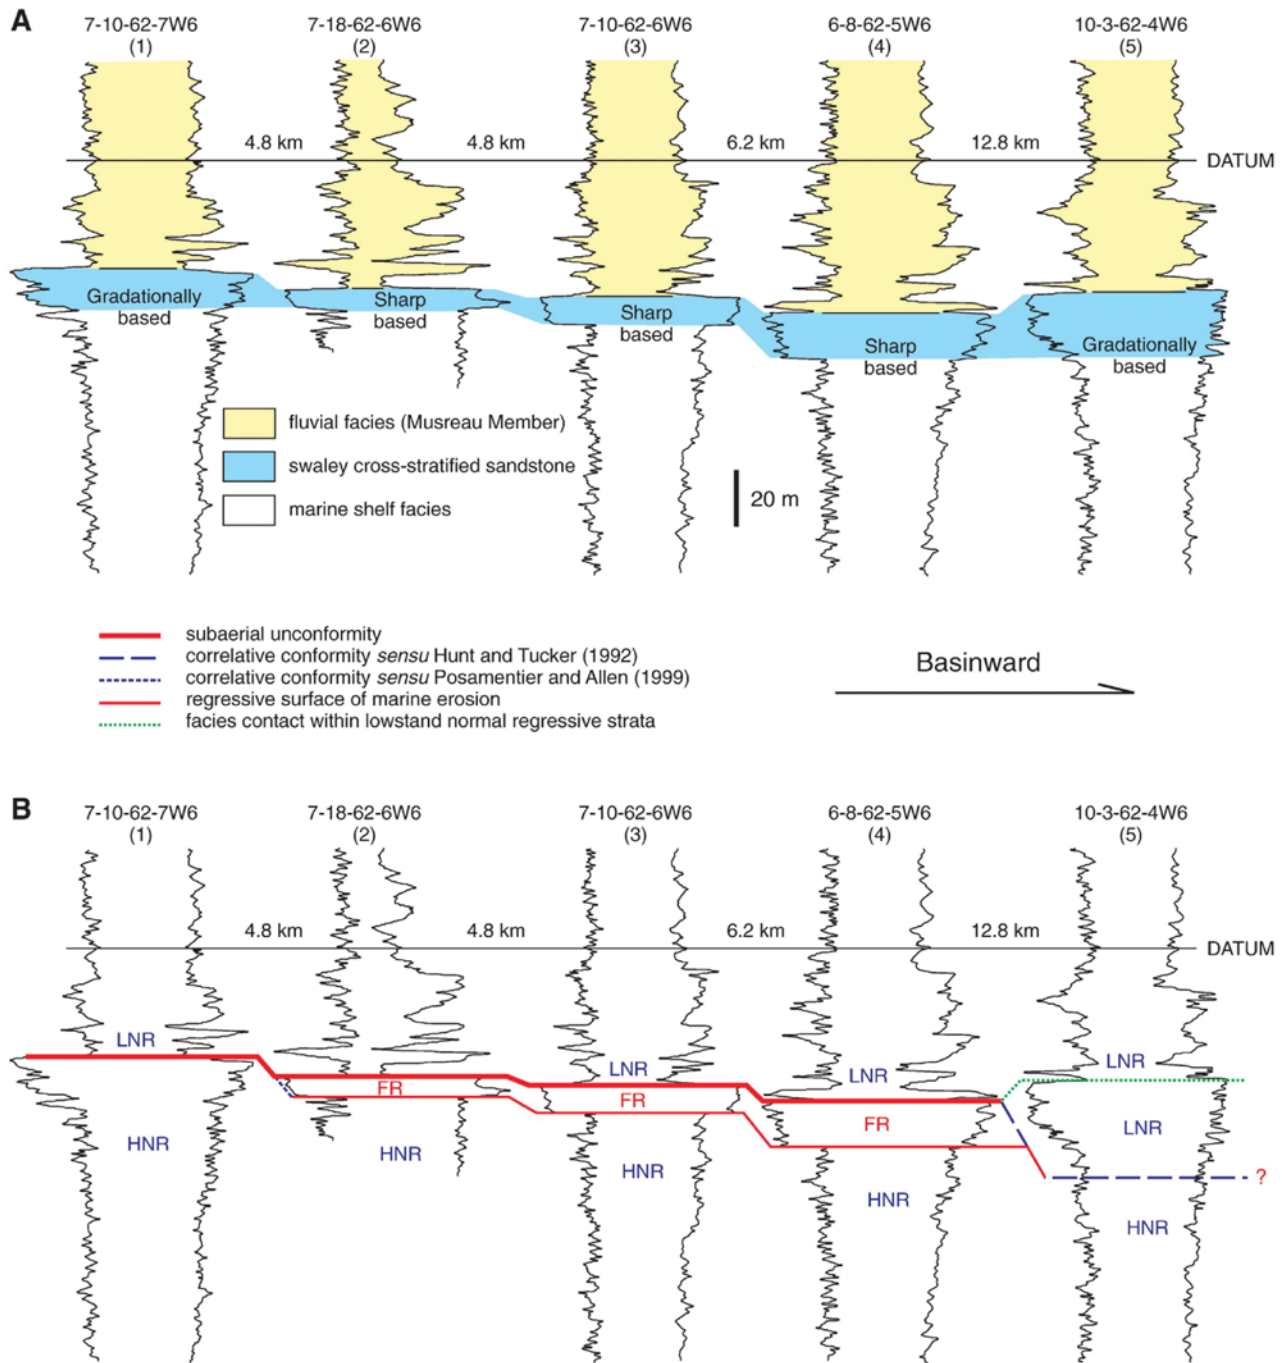 A
7-10-62-7W6
(1)
7-18-62-6W6
(2)
7-10-62-6W6
(3)
6-8-62-5W6
(4)
10-3-62-4W6
(5)
4.8 km
4.8 km
6.2 km
12.8 km
DATUM
Gradationally
based
Sharp
based
Sharp
based
Sharp
based
Gradationally
based
fluvial facies (Musreau Member)
swaley cross-stratified sandstone
marine shelf facies
20 m
subaerial unconformity
correlative conformity sensu Hunt and Tucker (1992)
correlative conformity sensu Posamentier and Allen (1999)
regressive surface of marine erosion
facies contact within lowstand normal regressive strata
Basinward
B
7-10-62-7W6
(1)
7-18-62-6W6
(2)
7-10-62-6W6
(3)
6-8-62-5W6
(4)
10-3-62-4W6
(5)
4.8 km
4.8 km
6.2 km
12.8 km
DATUM
LNR
LNR
LNR
LNR
FR
FR
FR
LNR
HNR
HNR
HNR
HNR
HNR
?